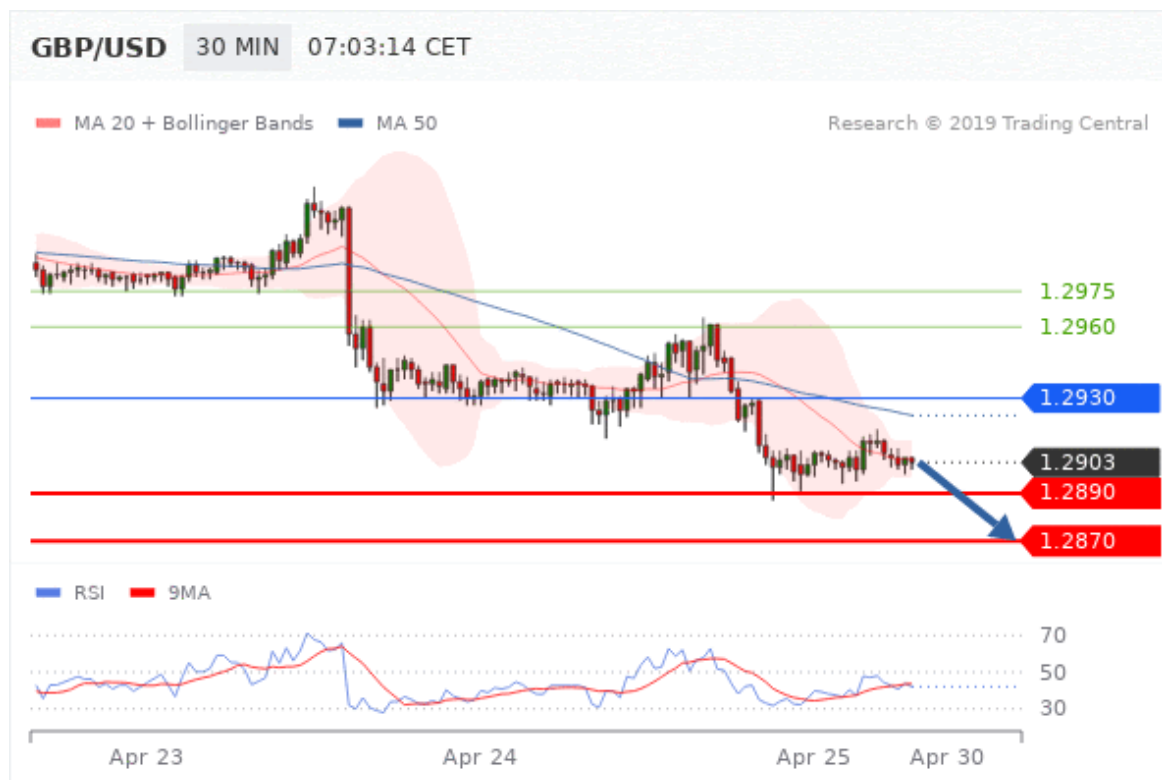 GBP/USD 30 MIN 07:03:14 CET
MA 20 + Bollinger Bands MA 50 Research © 2019 Trading Central
1.2975
1.2960
1.2930
1.2903
1.2890
1.2870
RSI 9MA
70
50
30
Apr 23 Apr 24 Apr 25 Apr 30